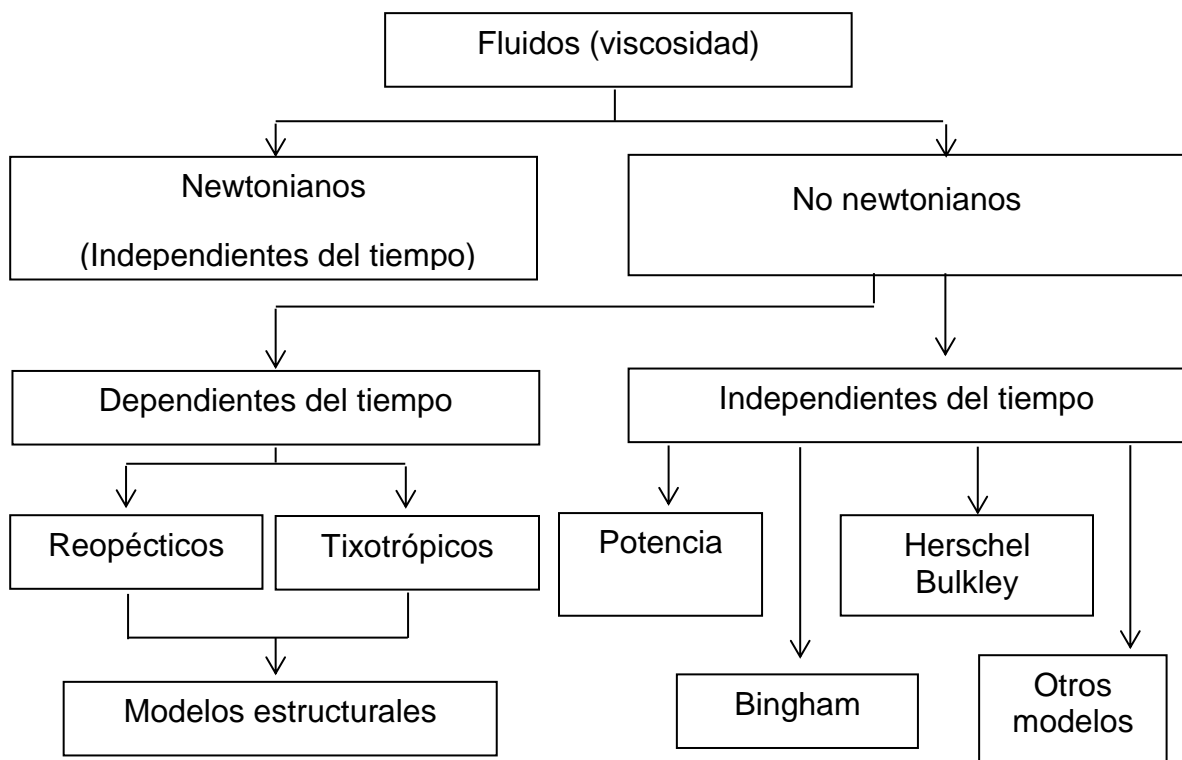 Fluidos (viscosidad)
Newtonianos
(Independientes del tiempo)
No newtonianos
Dependientes del tiempo
Independientes del tiempo
Reopécticos
Tixotrópicos
Potencia
Herschel
Bulkley
Modelos estructurales
Bingham
Otros
modelos